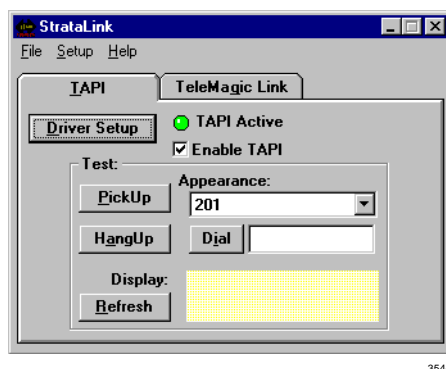 StrataLink
File Setup Help
TAPI TeleMagic Link
Driver Setup TAPI Active
Enable TAPI
Test:
Appearance:
PickUp 201
HangUp Dial
Display:
Refresh
354